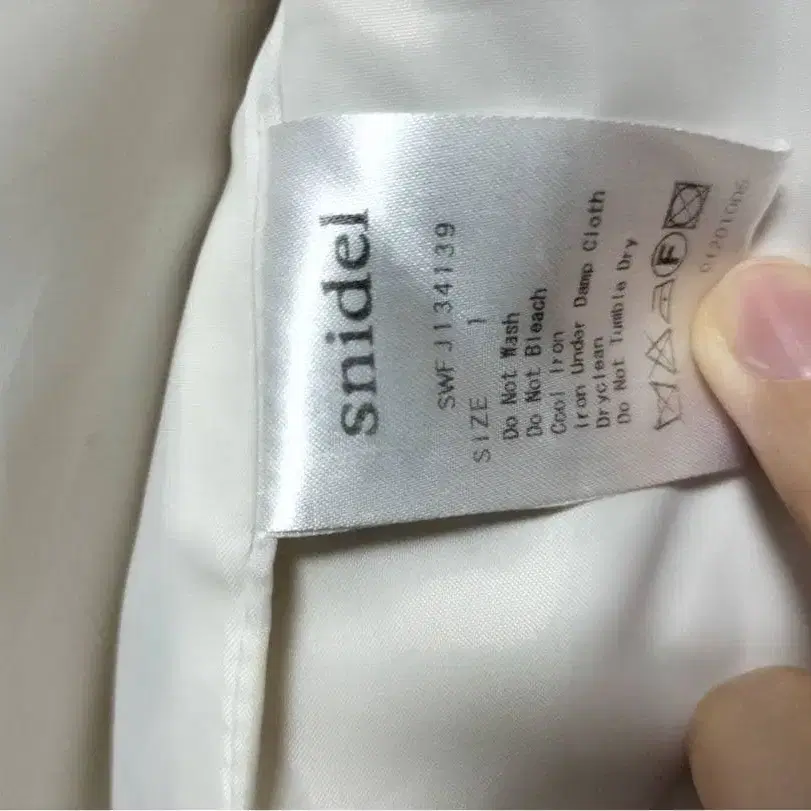 snidel
SWFJ134139
SIZE 1
Do Not Wash
Do Not Bleach
Cool Iron
Iron Under Damp Cloth
Dryclean
Do Not Tumble Dry
F
01201006